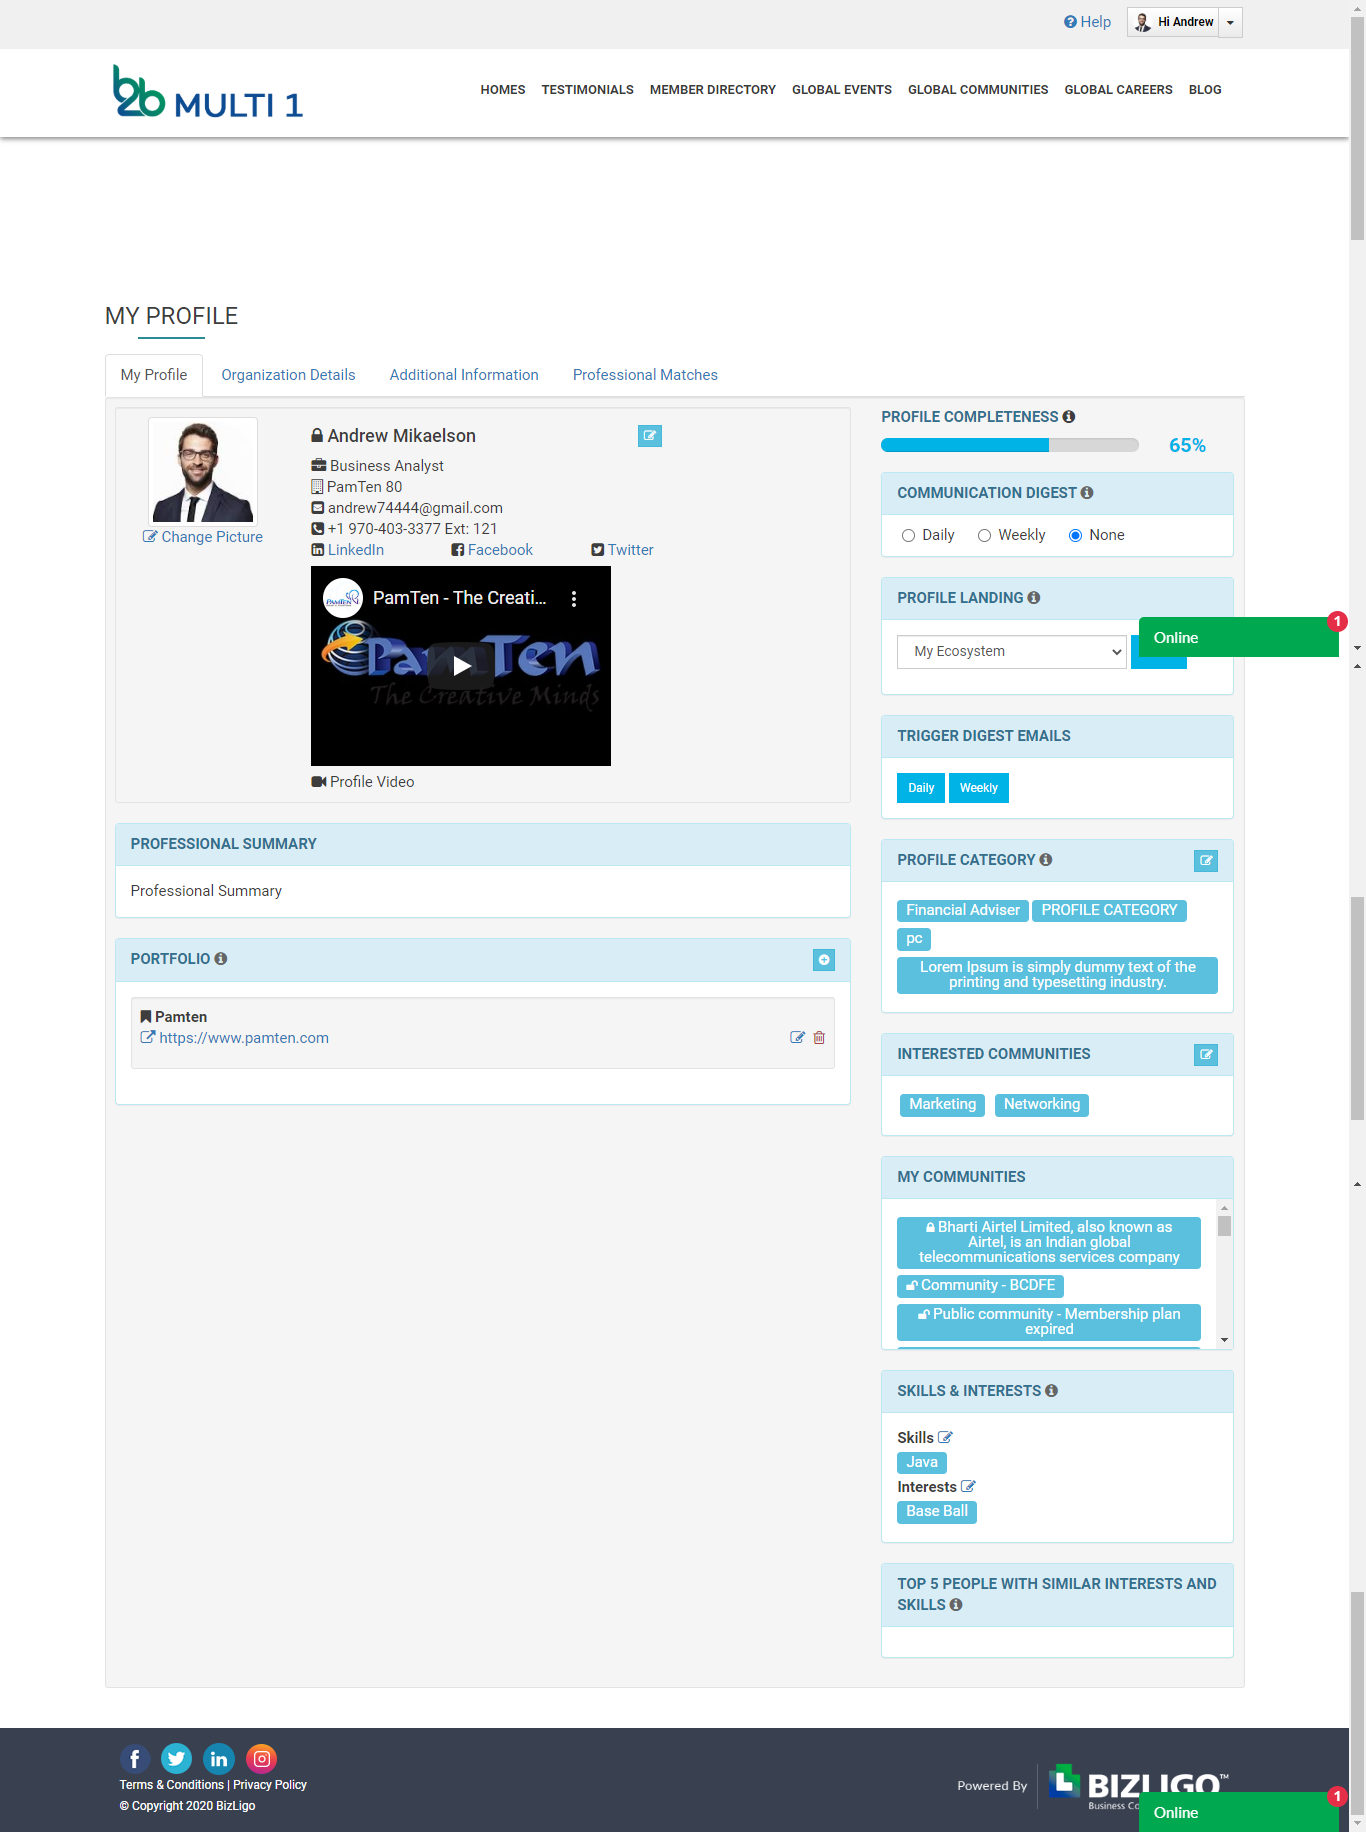 Help
Hi Andrew
b2b MULTI 1
HOMES TESTIMONIALS MEMBER DIRECTORY GLOBAL EVENTS GLOBAL COMMUNITIES GLOBAL CAREERS BLOG
MY PROFILE
My Profile Organization Details Additional Information Professional Matches
Andrew Mikaelson
Business Analyst
PamTen 80
andrew74444@gmail.com
+1 970-403-3377 Ext: 121
LinkedIn Facebook Twitter
Change Picture
PAMTEN
PamTen - The Creati...
PamTen
The Creative Minds
Profile Video
PROFESSIONAL SUMMARY
Professional Summary
PORTFOLIO
Pamten
https://www.pamten.com
PROFILE COMPLETENESS
65%
COMMUNICATION DIGEST
Daily Weekly None
PROFILE LANDING
My Ecosystem
Online
1
TRIGGER DIGEST EMAILS
Daily Weekly
PROFILE CATEGORY
Financial Adviser PROFILE CATEGORY
pc
Lorem Ipsum is simply dummy text of the
printing and typesetting industry.
INTERESTED COMMUNITIES
Marketing Networking
MY COMMUNITIES
Bharti Airtel Limited, also known as
Airtel, is an Indian global
telecommunications services company
Community - BCDFE
Public community - Membership plan
expired
SKILLS & INTERESTS
Skills
Java
Interests
Base Ball
TOP 5 PEOPLE WITH SIMILAR INTERESTS AND
SKILLS
Terms & Conditions | Privacy Policy
© Copyright 2020 BizLigo
Powered By
BIZLIGO™
Business
Online
1